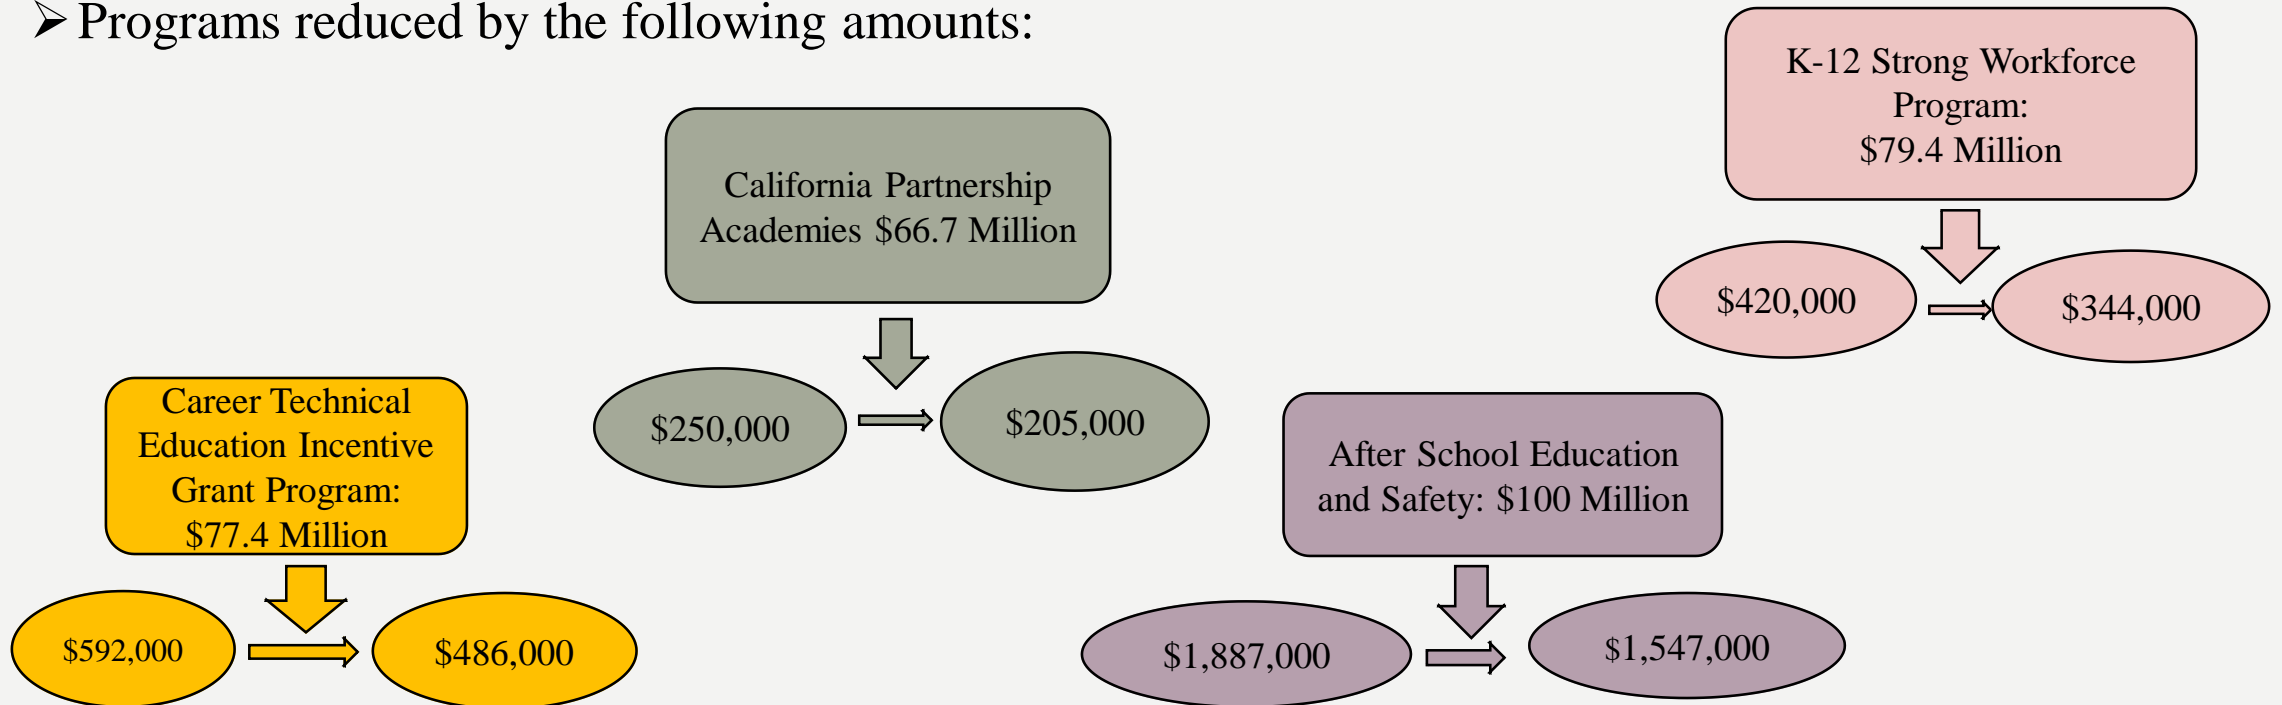 ➢Programs reduced by the following amounts:
K-12 Strong Workforce
Program:
$79.4 Million
$420,000
$344,000
California Partnership
Academies $66.7 Million
$250,000
$205,000
Career Technical
Education Incentive
Grant Program:
$77.4 Million
$592,000
$486,000
After School Education
and Safety: $100 Million
$1,887,000
$1,547,000